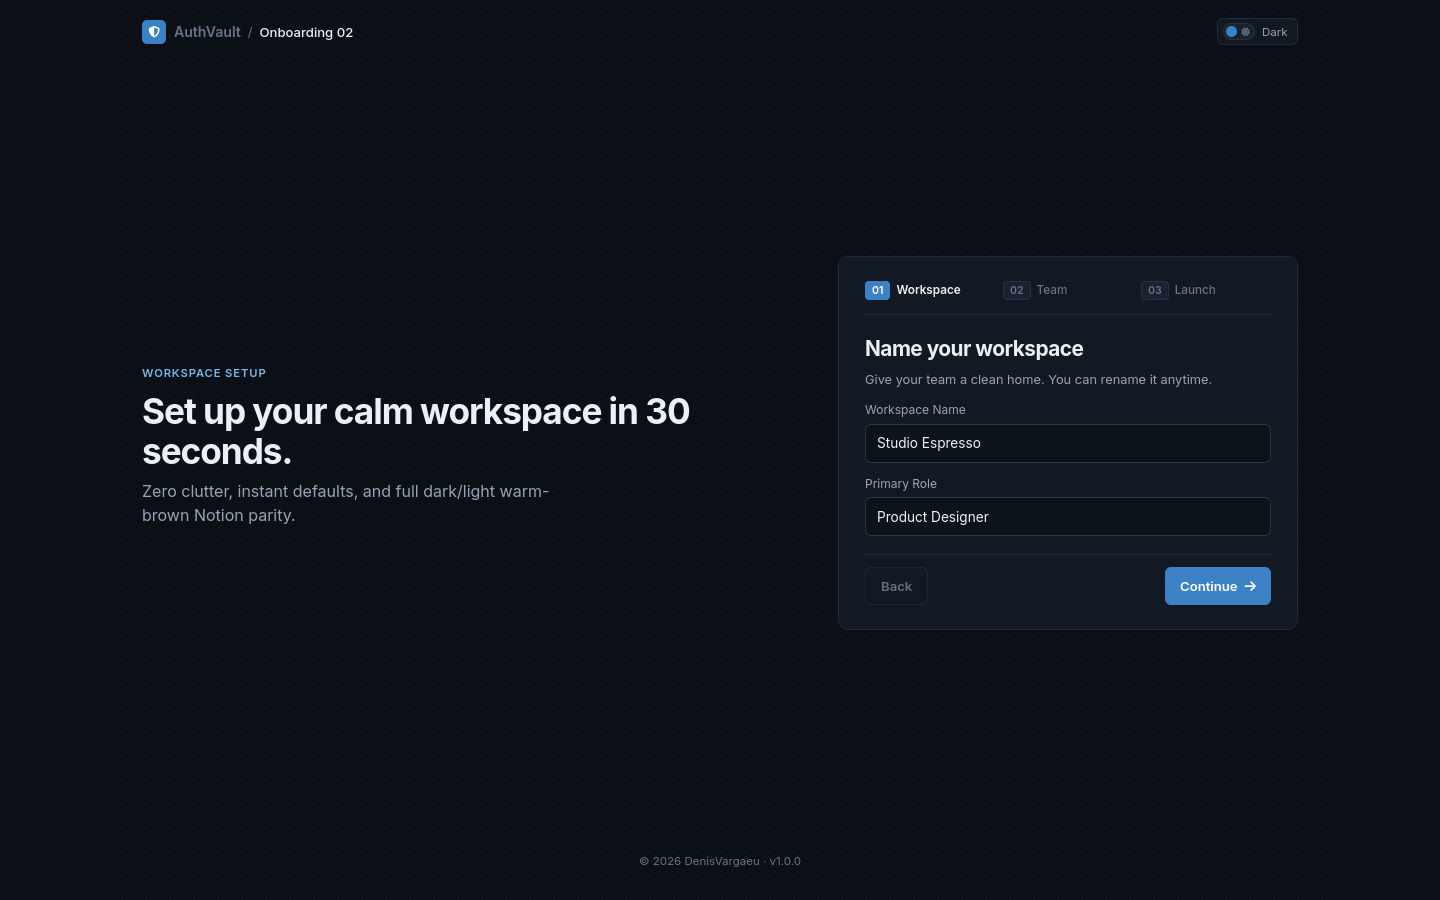 AuthVault / Onboarding 02
Dark
WORKSPACE SETUP
Set up your calm workspace in 30
seconds.
Zero clutter, instant defaults, and full dark/light warm-
brown Notion parity.
01 Workspace
02 Team
03 Launch
Name your workspace
Give your team a clean home. You can rename it anytime.
Workspace Name
Studio Espresso
Primary Role
Product Designer
Back
Continue →
© 2026 DenisVargaeu · v1.0.0